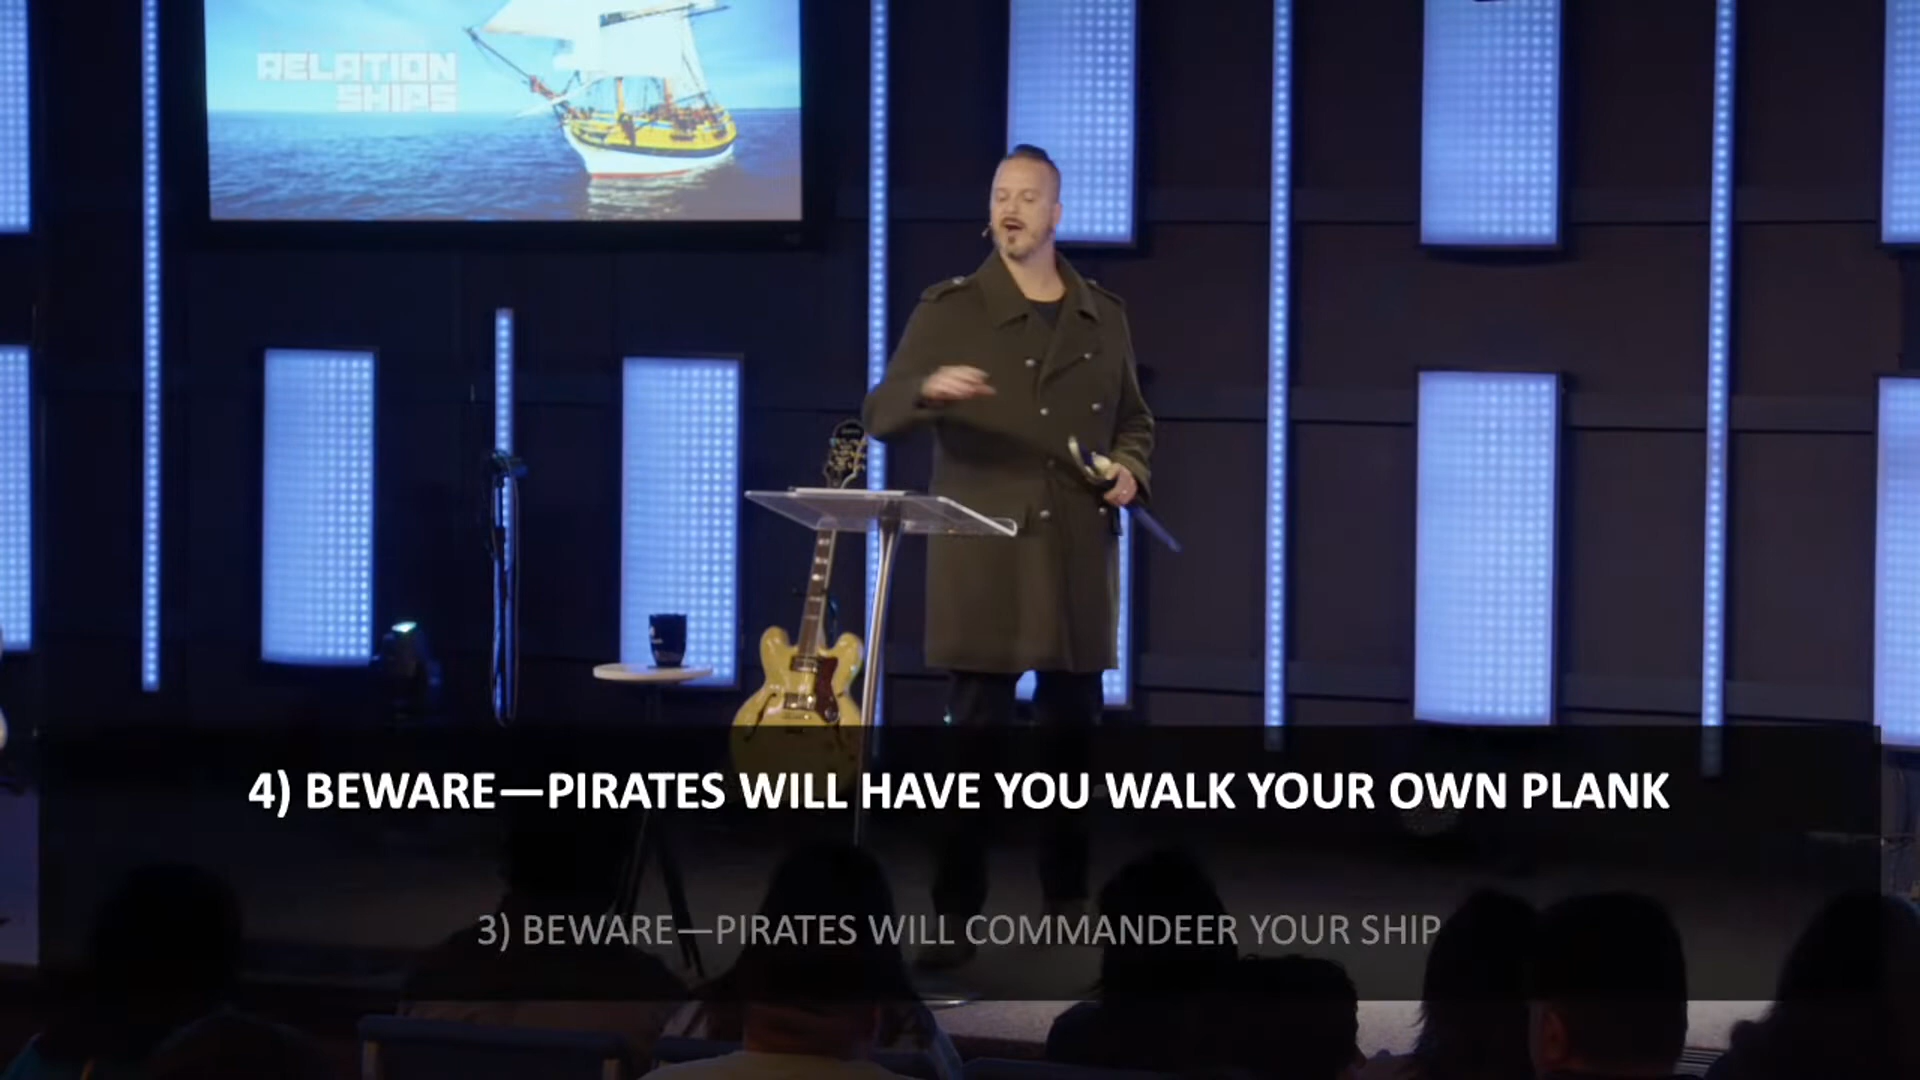 RELATION
SHIPS
4) BEWARE—PIRATES WILL HAVE YOU WALK YOUR OWN PLANK
3) BEWARE—PIRATES WILL COMMANDEER YOUR SHIP